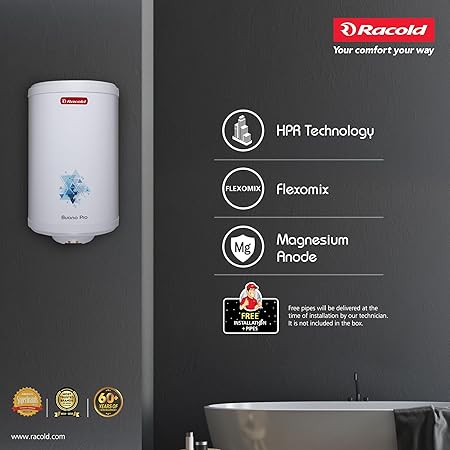 Racold
Your comfort your way
Racold
HPR Technology
FLEXOMIX
Flexomix
Mg
Magnesium
Anode
Buono Pro
FREE
INSTALLATION
+ PIPES
Free pipes will be delivered at the
time of installation by our technician.
It is not included in the box.
Superbrands
60+
YEARS OF
www.racold.com